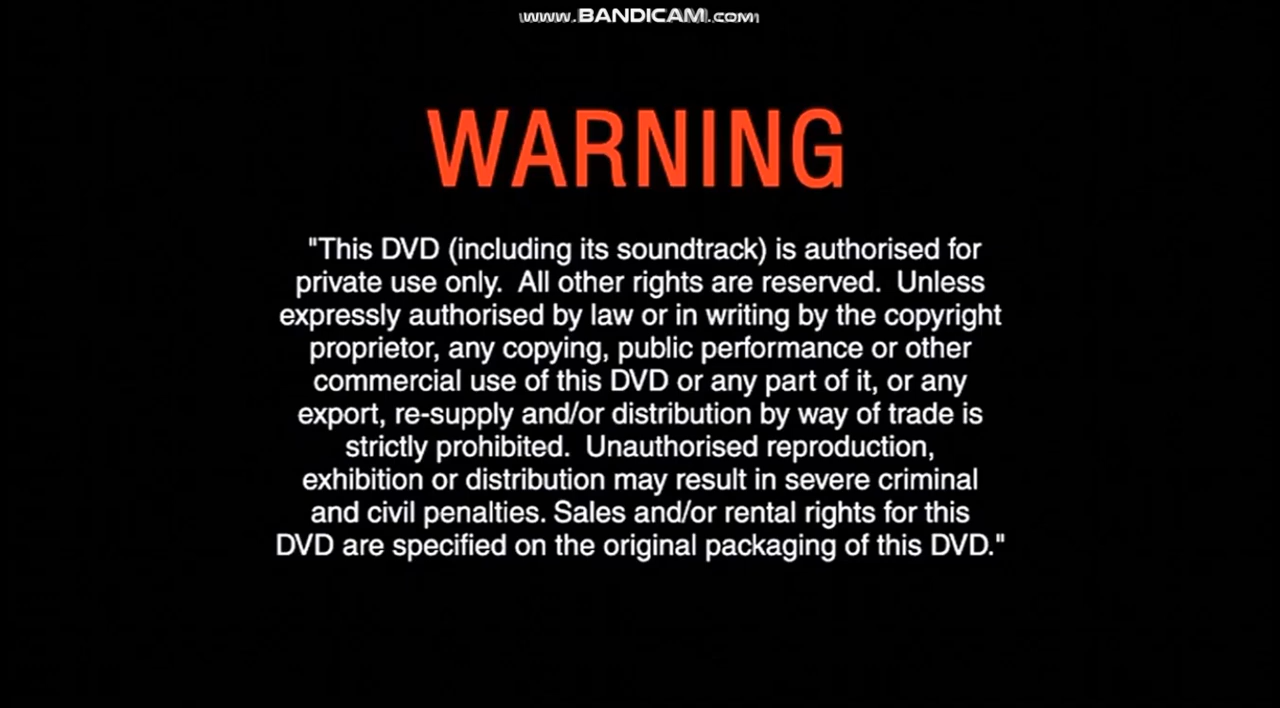 www.BANDICAM.com
WARNING
"This DVD (including its soundtrack) is authorised for
private use only.  All other rights are reserved.  Unless
expressly authorised by law or in writing by the copyright
proprietor, any copying, public performance or other
commercial use of this DVD or any part of it, or any
export, re-supply and/or distribution by way of trade is
strictly prohibited.  Unauthorised reproduction,
exhibition or distribution may result in severe criminal
and civil penalties. Sales and/or rental rights for this
DVD are specified on the original packaging of this DVD."